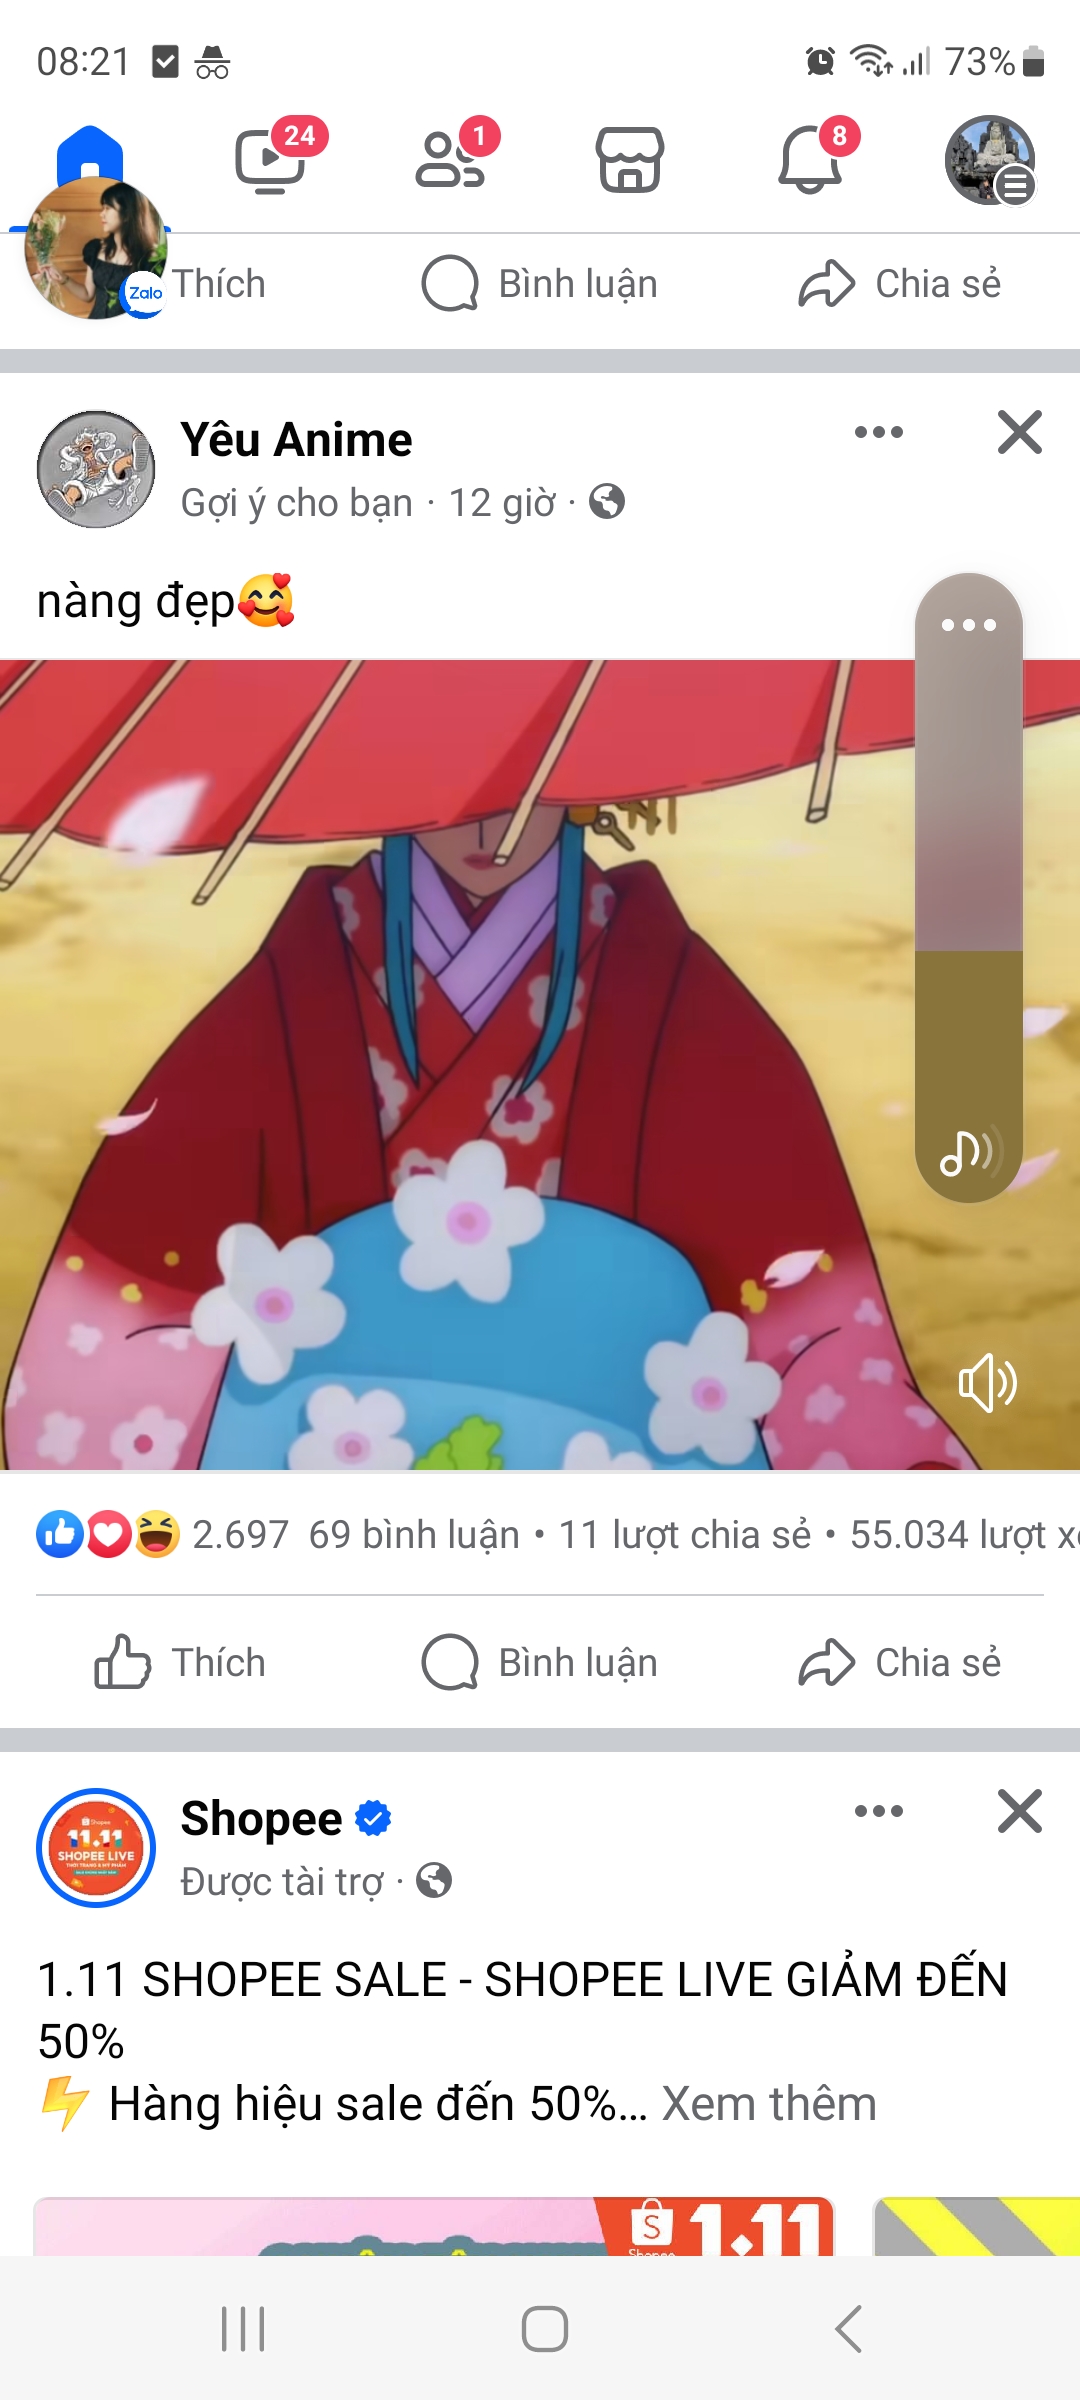 08:21
73%
24
1
8
Zalo
Thích
Bình luận
Chia sẻ
Yêu Anime
Gợi ý cho bạn · 12 giờ ·
nàng đẹp🥰
2.697 69 bình luận • 11 lượt chia sẻ • 55.034 lượt
Thích
Bình luận
Chia sẻ
Shopee
11.11
SHOPEE LIVE
Shopee
Được tài trợ ·
1.11 SHOPEE SALE - SHOPEE LIVE GIẢM ĐẾN
50%
⚡ Hàng hiệu sale đến 50%... Xem thêm
Shopee
1.11